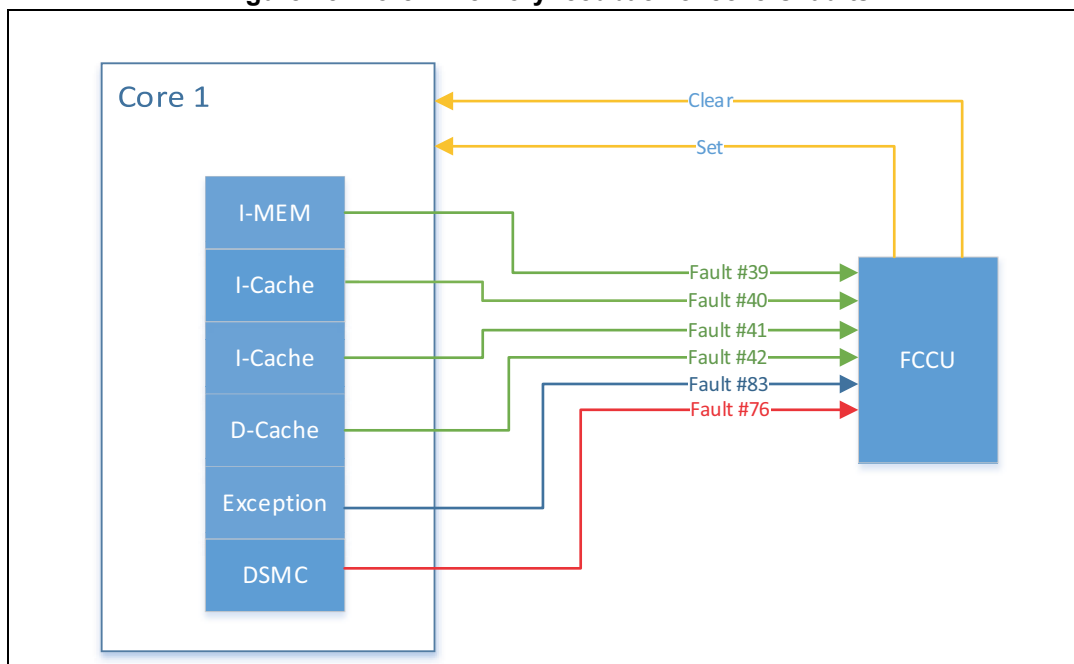 Core 1
Clear
Set
I-MEM
I-Cache
I-Cache
D-Cache
Exception
DSMC
Fault #39
Fault #40
Fault #41
Fault #42
Fault #83
Fault #76
FCCU